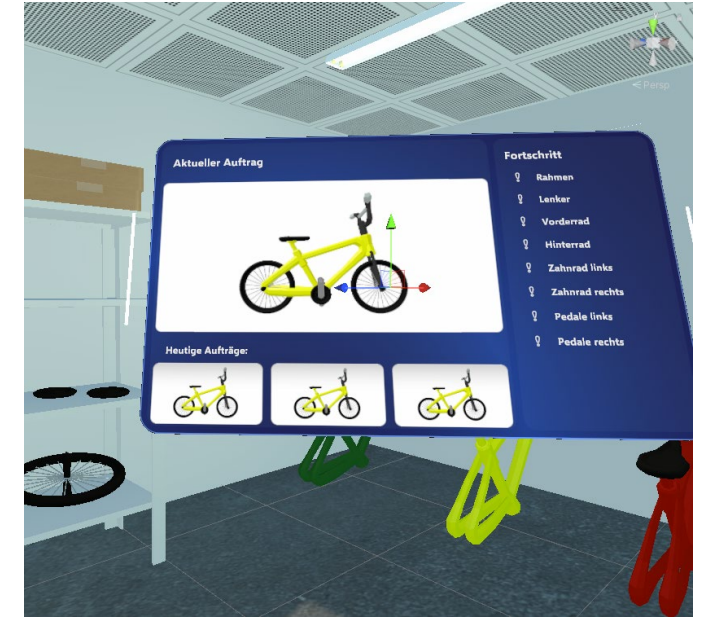 Persp
Aktueller Auftrag
Heutige Aufträge:
Fortschritt
Rahmen
Lenker
Vorderrad
Hinterrad
Zahnrad links
Zahnrad rechts
Pedale links
Pedale rechts